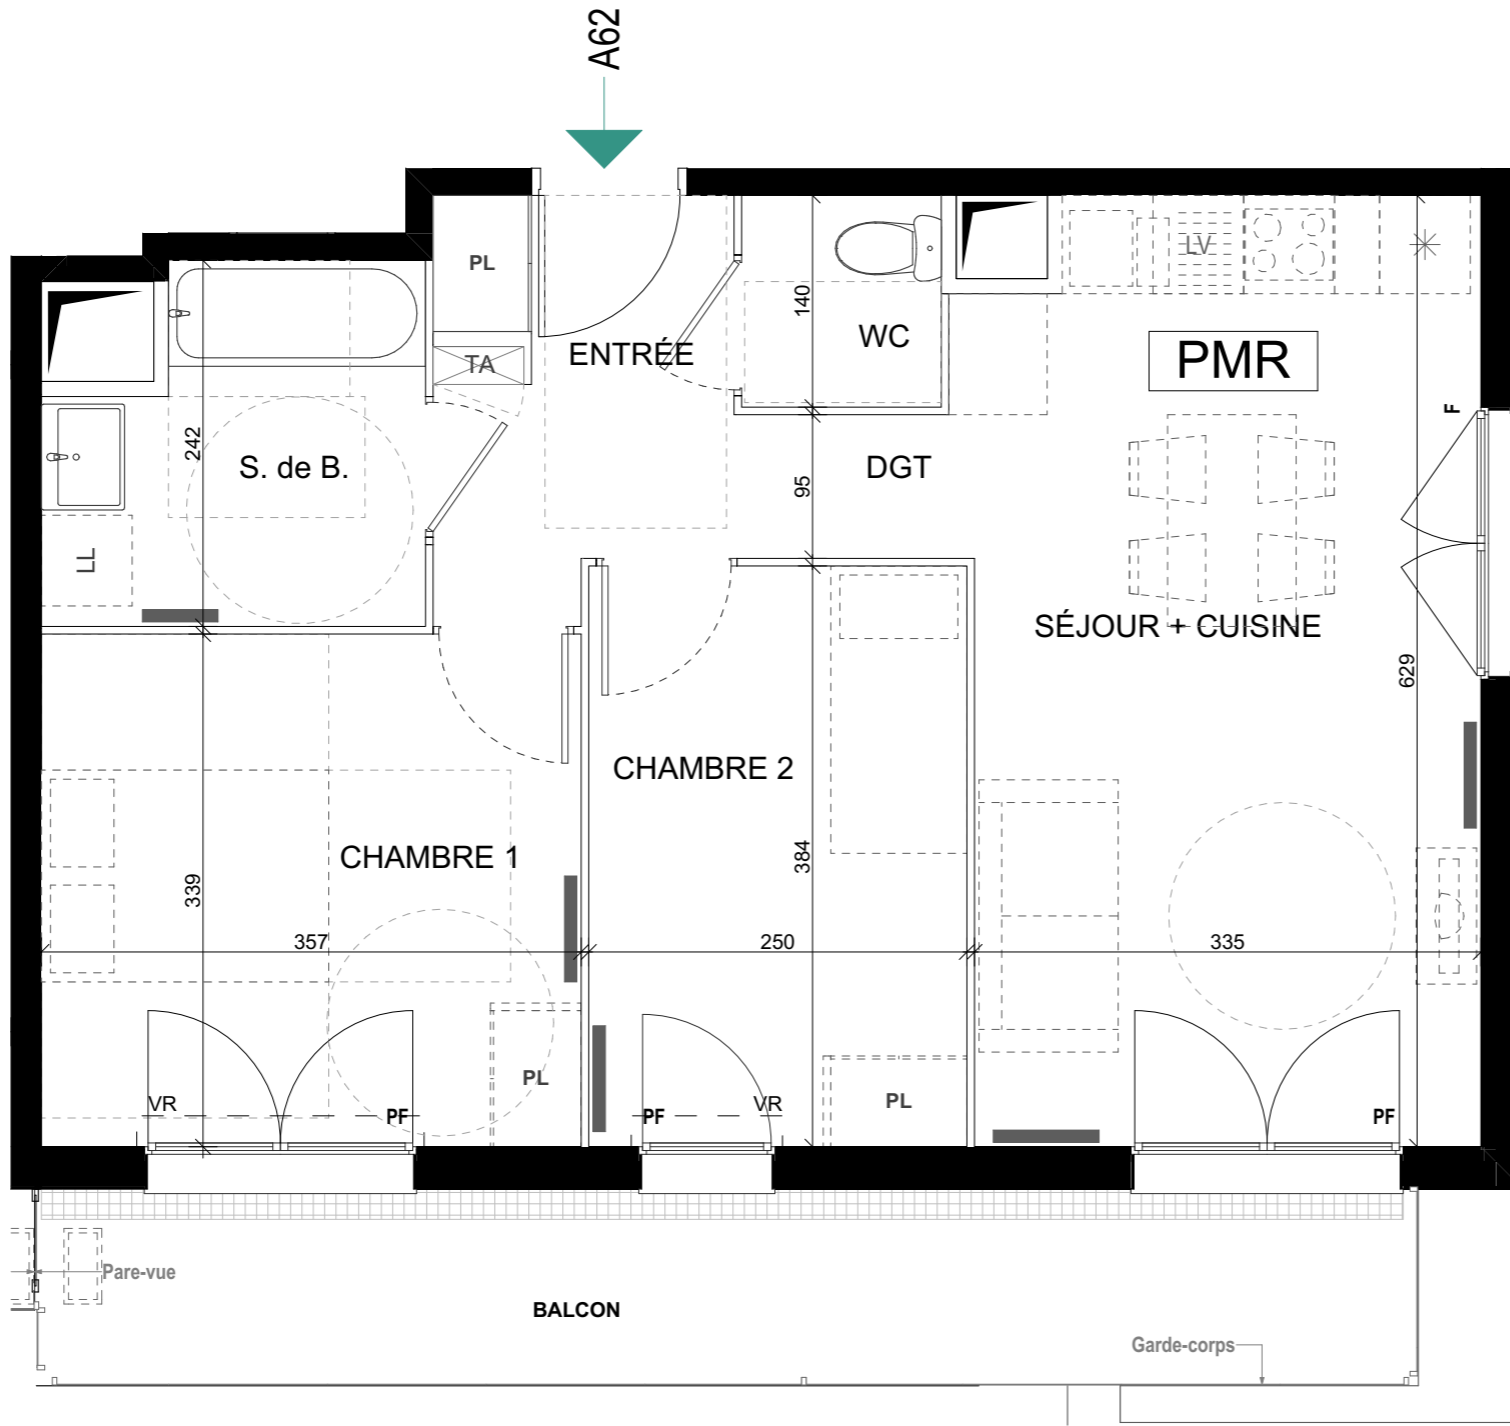 A62
PL
LV
140
TA
ENTRÉE
WC
PMR
F
242
S. de B.
95
DGT
LL
SÉJOUR + CUISINE
629
CHAMBRE 2
CHAMBRE 1
384
339
357
250
335
PL
PL
VR
PF
PF
VR
PF
Pare-vue
BALCON
Garde-corps